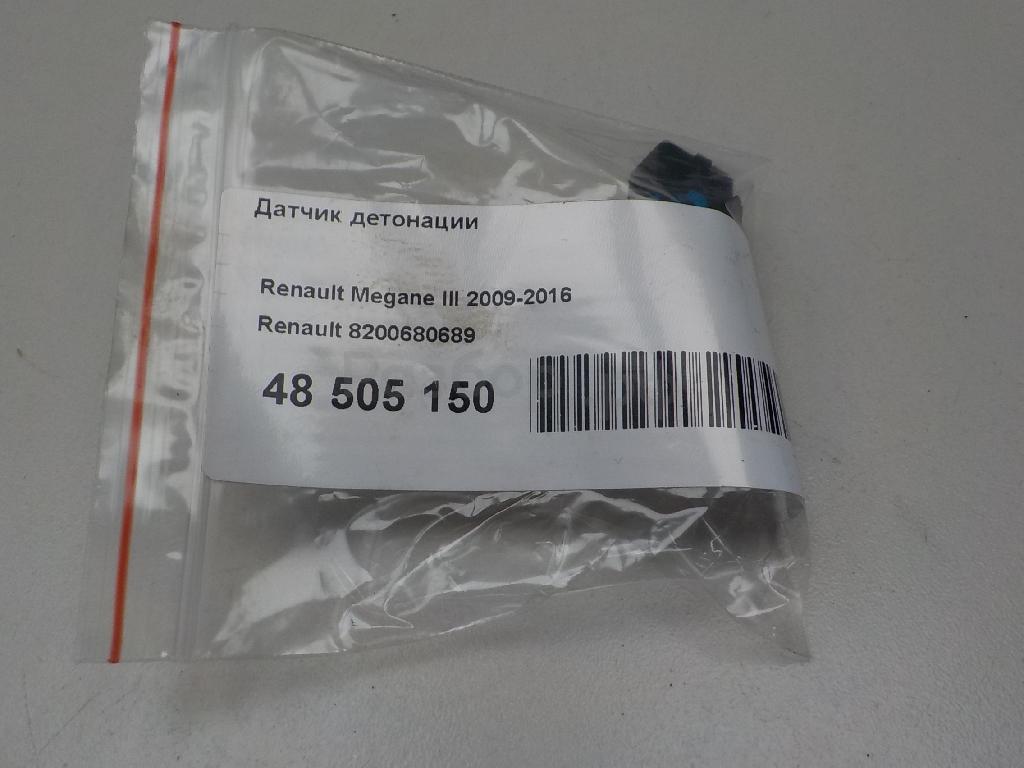 Датчик детонации
Renault Megane III 2009-2016
Renault 8200680689
48 505 150